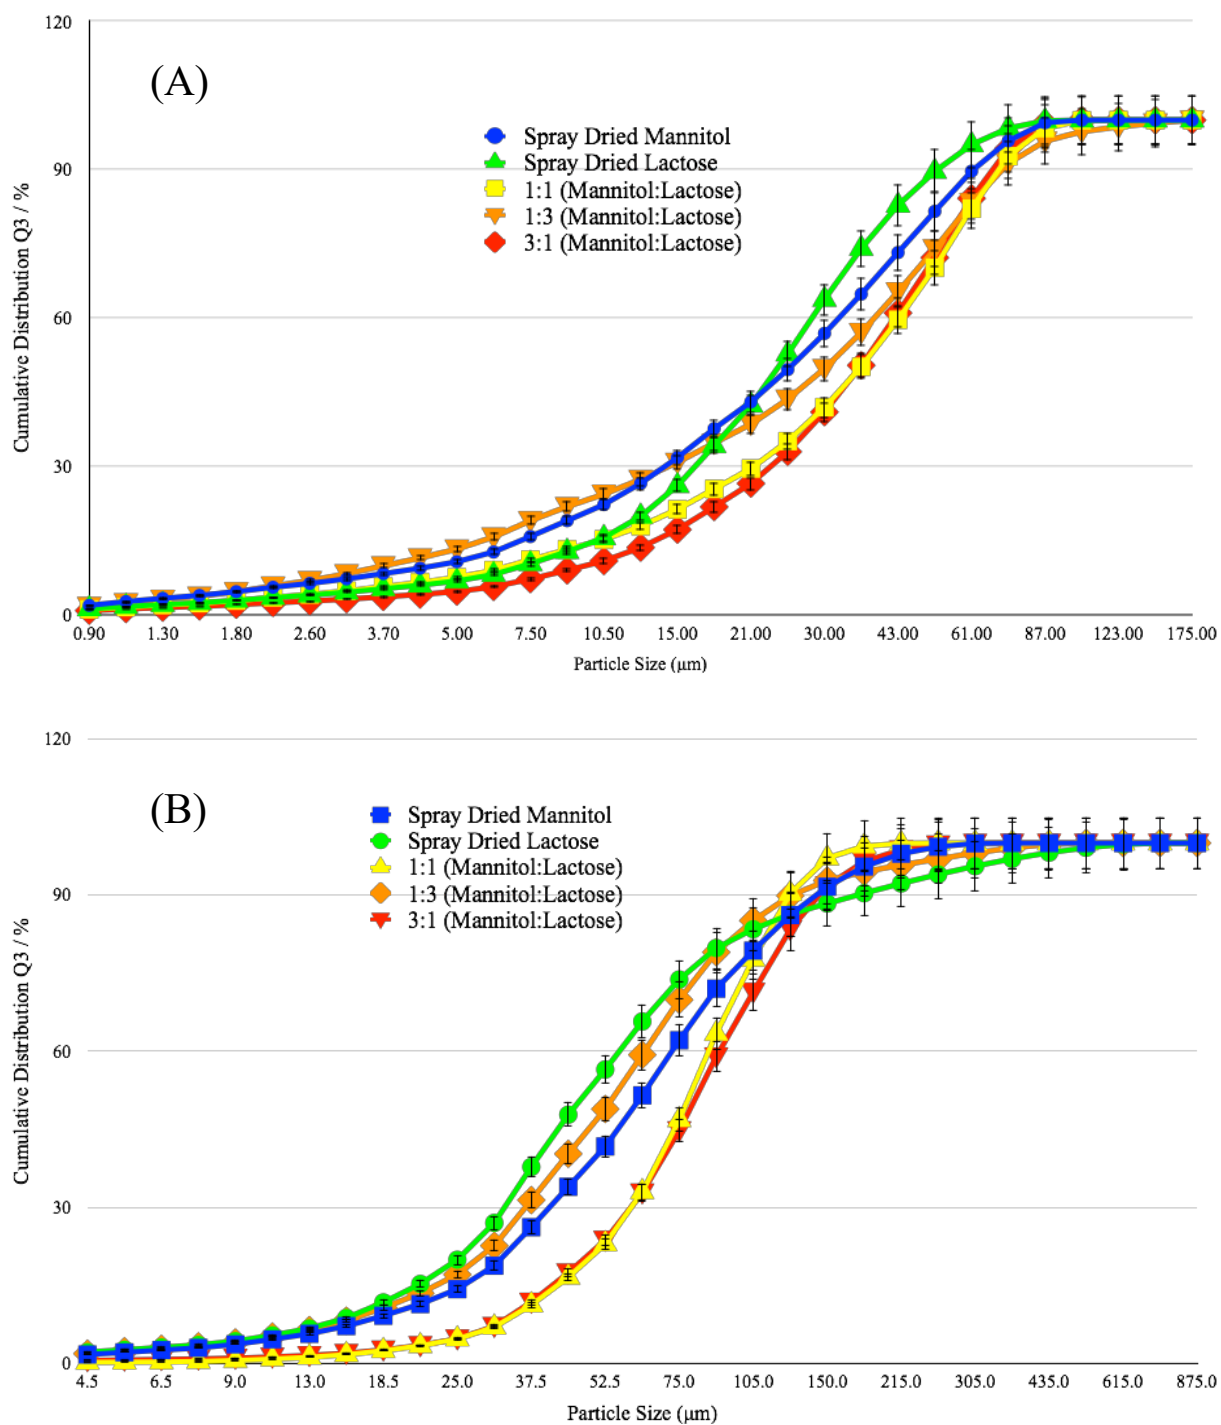 120
(A)
Spray Dried Mannitol
Spray Dried Lactose
1:1 (Mannitol:Lactose)
1:3 (Mannitol:Lactose)
3:1 (Mannitol:Lactose)
90
60
30
0
Cumulative Distribution Q3 / %
0.90 1.30 1.80 2.60 3.70 5.00 7.50 10.50 15.00 21.00 30.00 43.00 61.00 87.00 123.00 175.00
Particle Size (μm)
120
(B)
Spray Dried Mannitol
Spray Dried Lactose
1:1 (Mannitol:Lactose)
1:3 (Mannitol:Lactose)
3:1 (Mannitol:Lactose)
90
60
30
0
Cumulative Distribution Q3 / %
4.5 6.5 9.0 13.0 18.5 25.0 37.5 52.5 75.0 105.0 150.0 215.0 305.0 435.0 615.0 875.0
Particle Size (μm)